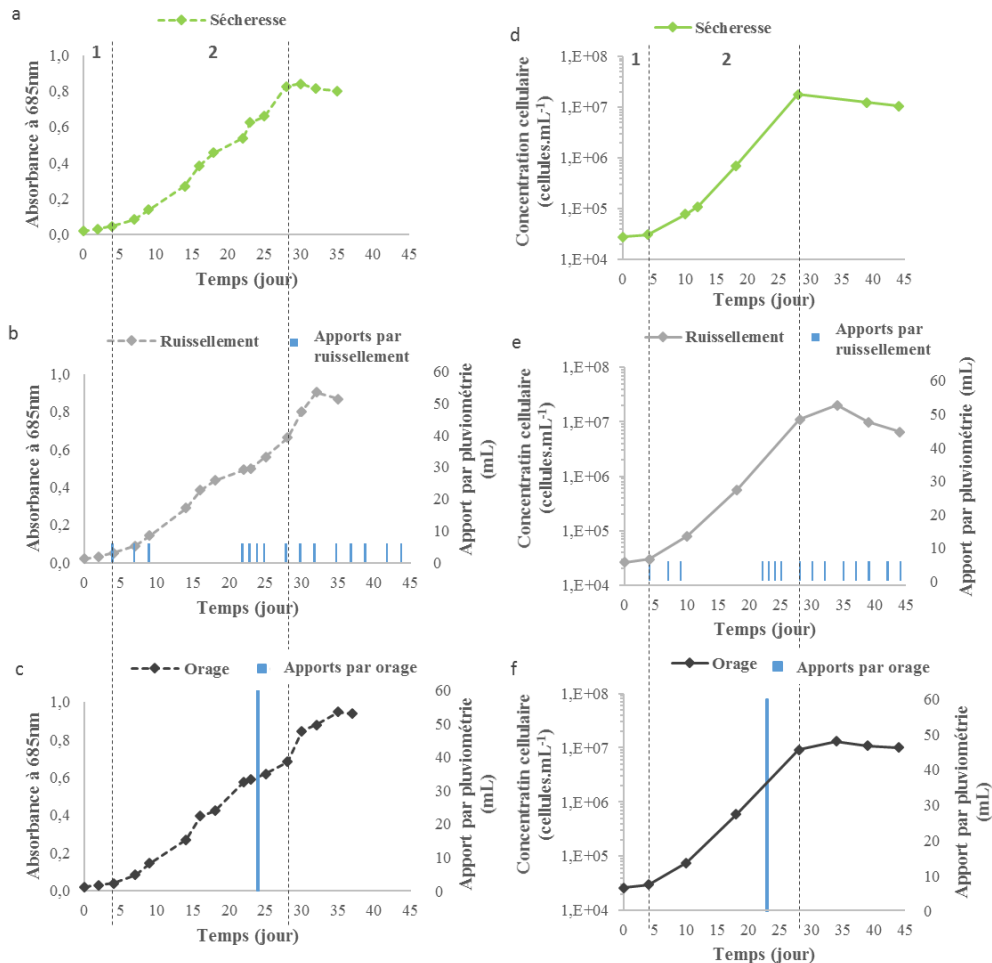 a
Sécheresse
1
2
1,0
0,8
0,6
0,4
0,2
0,0
Absorbance à 685nm
0 5 10 15 20 25 30 35 40 45
Temps (jour)
d
Sécheresse
1
2
1,E+08
1,E+07
1,E+06
1,E+05
1,E+04
Concentration cellulaire
(cellules.mL⁻¹)
0 5 10 15 20 25 30 35 40 45
Temps (jour)
b
Ruissellement
Apports par
ruissellement
1,0
0,8
0,6
0,4
0,2
0,0
Absorbance à 685nm
60
50
40
30
20
10
0
Apport par pluviométrie
(mL)
0 5 10 15 20 25 30 35 40 45
Temps (jour)
e
Ruissellement
Apports par
ruissellement
1,E+08
1,E+07
1,E+06
1,E+05
1,E+04
Concentratin cellulaire
(cellules.mL⁻¹)
60
50
40
30
20
10
0
Apport par pluviométrie (mL)
0 5 10 15 20 25 30 35 40 45
Temps (jour)
c
Orage
Apports par orage
1,0
0,8
0,6
0,4
0,2
0,0
Absorbance à 685nm
60
50
40
30
20
10
0
Apport par pluviométrie
(mL)
0 5 10 15 20 25 30 35 40 45
Temps (jour)
f
Orage
Apports par orage
1,E+08
1,E+07
1,E+06
1,E+05
1,E+04
Concentratin cellulaire
(cellules.mL⁻¹)
60
50
40
30
20
10
0
Apport par pluviométrie
(mL)
0 5 10 15 20 25 30 35 40 45
Temps (jour)